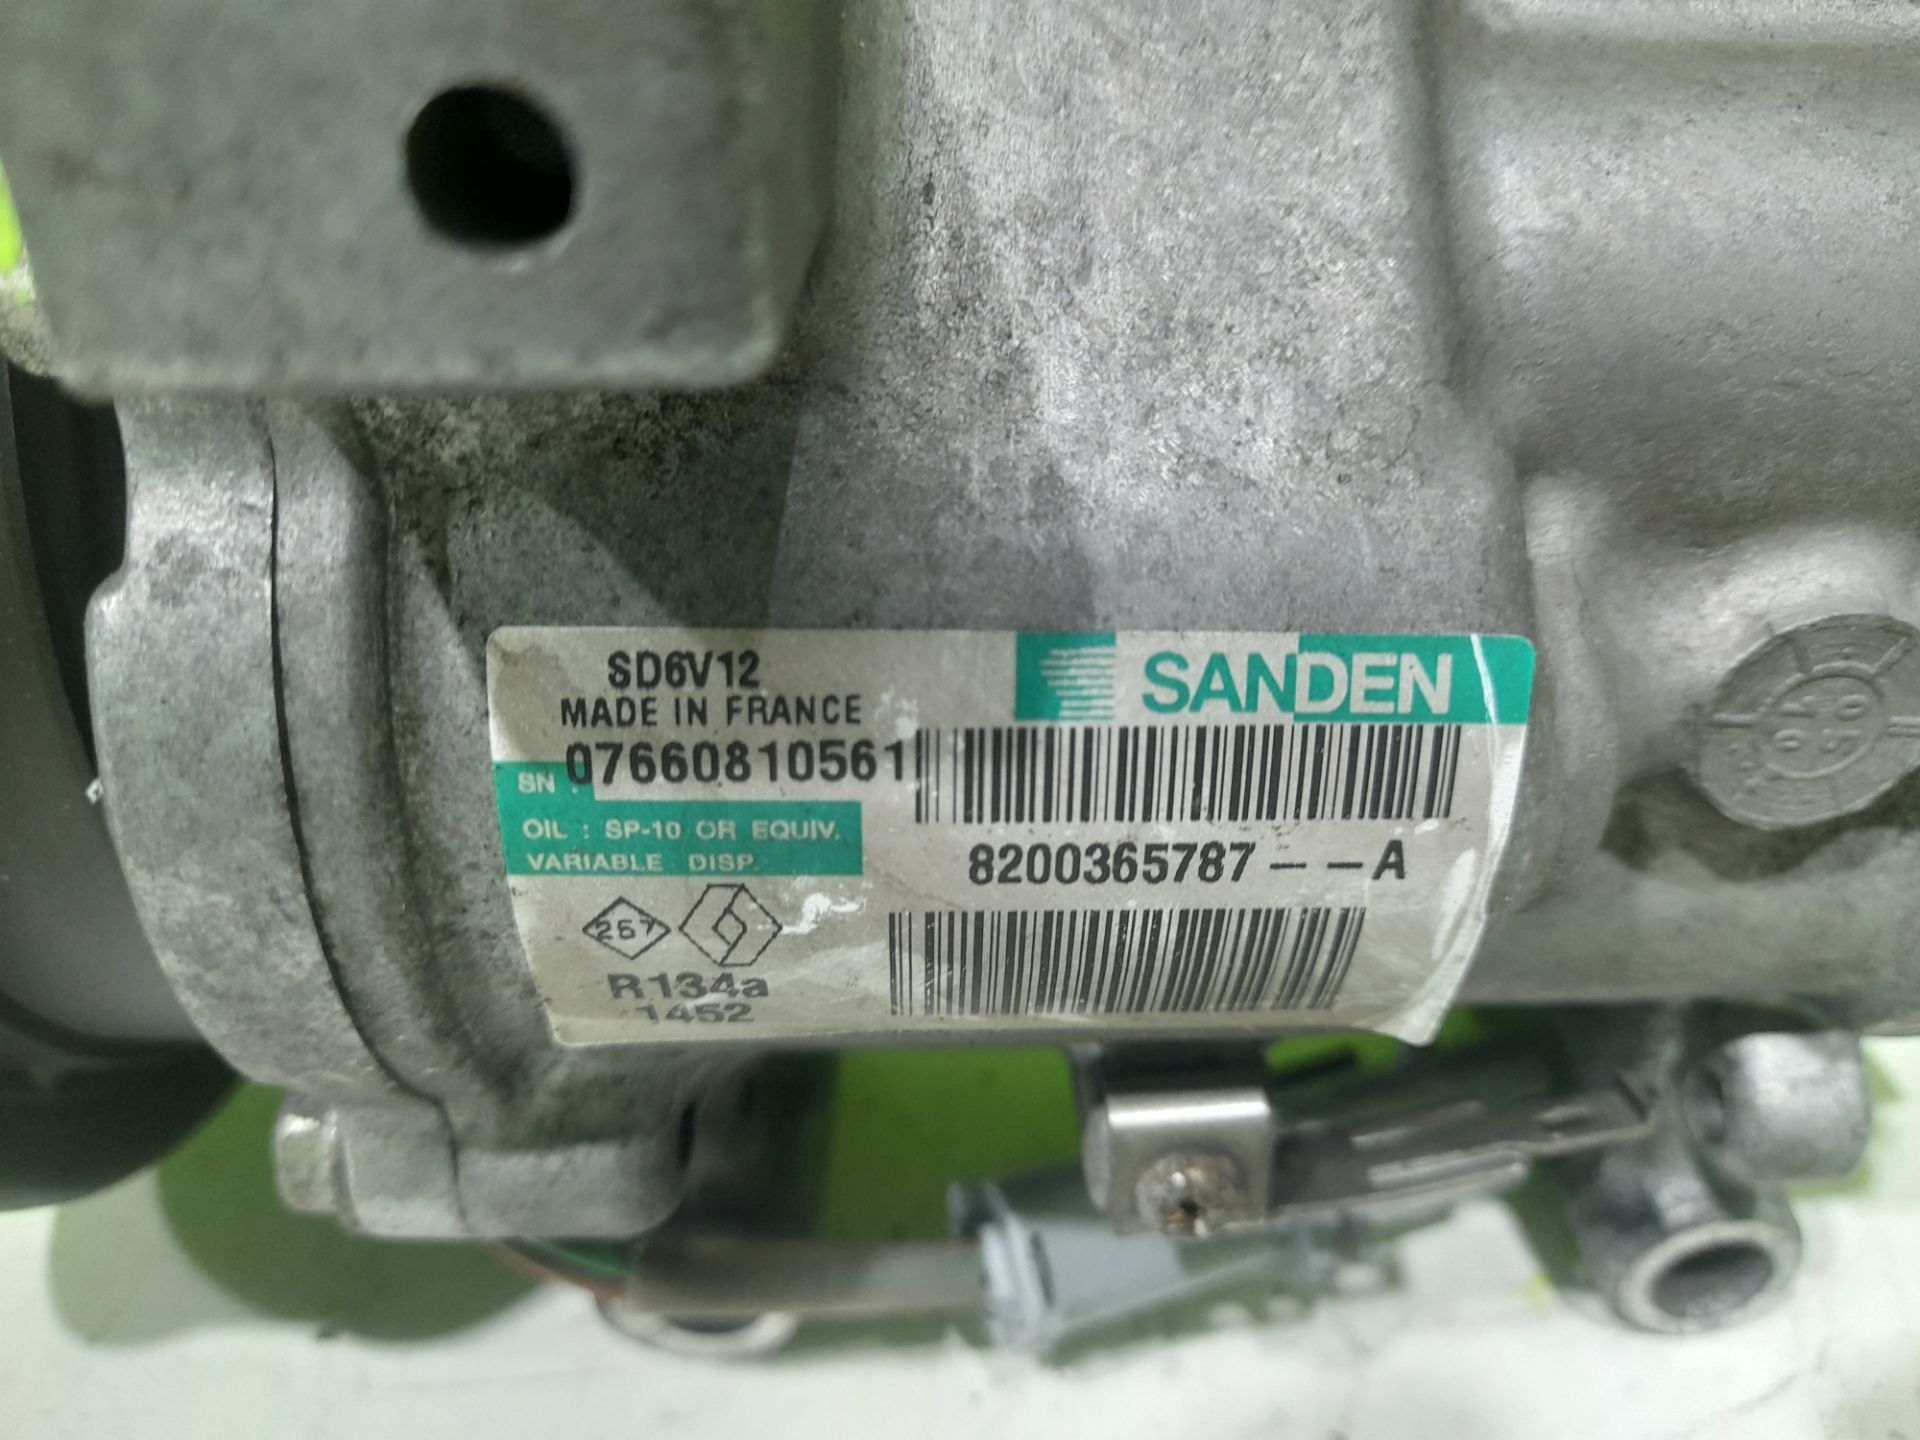 SD6V12
SANDEN
MADE IN FRANCE
SN : 07660810561
OIL : SP-10 OR EQUIV.
VARIABLE DISP.
8200365787--A
257
R134a
1452